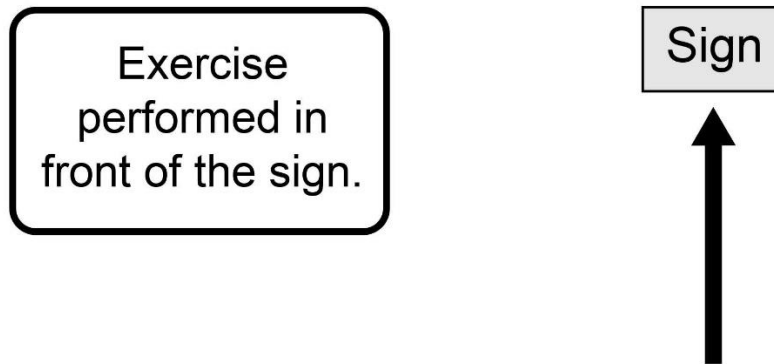 Exercise
performed in
front of the sign.
Sign